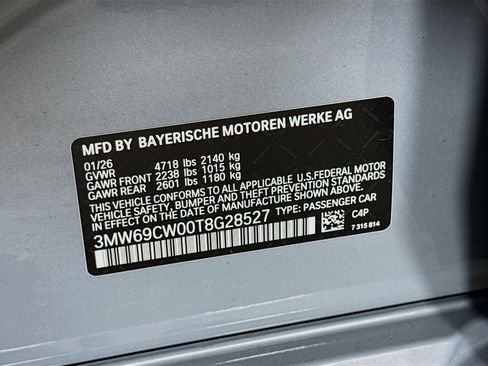 MFD BY BAYERISCHE MOTOREN WERKE AG
01/26 4718 lbs 2140 kg
GVWR
GAWR FRONT 2238 lbs 1015 kg
GAWR REAR 2601 lbs 1180 kg
THIS VEHICLE CONFORMS TO ALL APPLICABLE U.S.FEDERAL MOTOR
VEHICLE SAFETY, BUMPER, AND THEFT PREVENTION STANDARDS IN
EFFECT ON THE DATE OF MANUFACTURE SHOWN ABOVE.
3MW69CW00T8G28527 TYPE: PASSENGER CAR
C4P
7 315 814